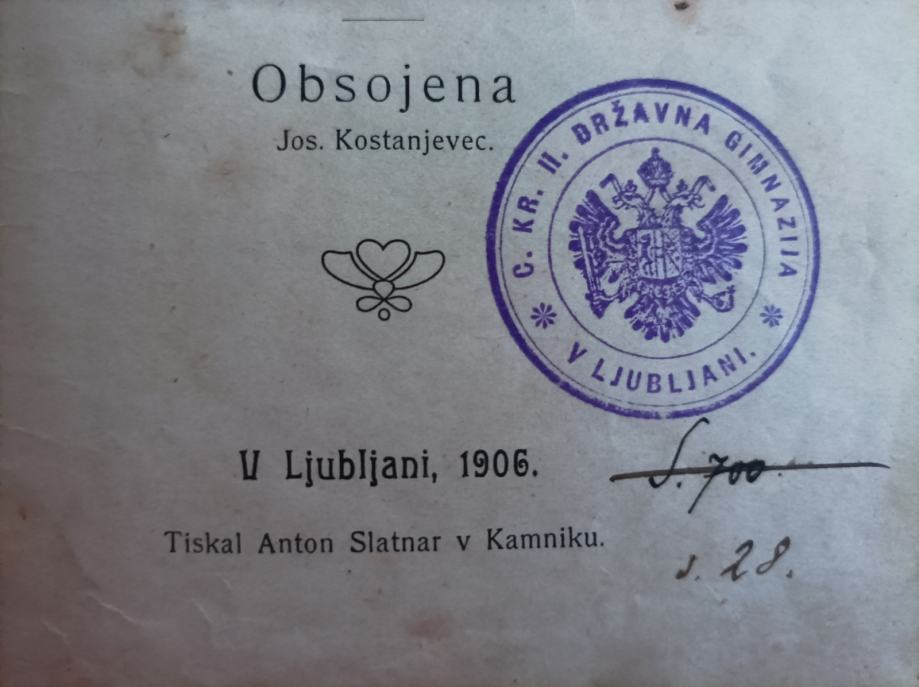 Obsojena
Jos. Kostanjevec.
C. KR. II. DRŽAVNA GIMNAZIJA
V LJUBLJANI.
V Ljubljani, 1906.
S. 700
Tiskal Anton Slatnar v Kamniku.
s. 28.